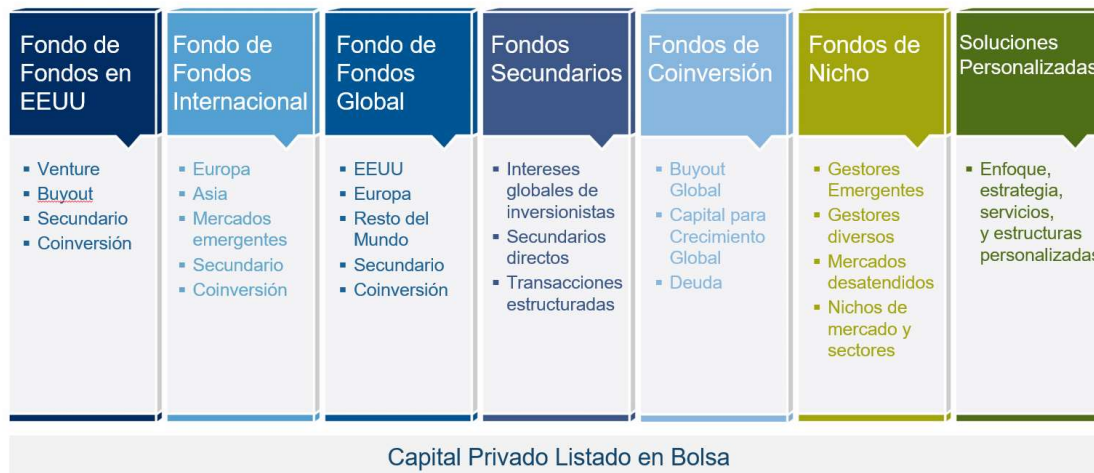 Fondo de
Fondos en
EEUU
Venture
Buyout
Secundario
Coinversión
Fondo de
Fondos
Internacional
Europa
Asia
Mercados
emergentes
Secundario
Coinversión
Fondo de
Fondos
Global
EEUU
Europa
Resto del
Mundo
Secundario
Coinversión
Fondos
Secundarios
Intereses
globales de
inversionistas
Secundarios
directos
Transacciones
estructuradas
Fondos de
Coinversión
Buyout
Global
Capital para
Crecimiento
Global
Deuda
Fondos de
Nicho
Gestores
Emergentes
Gestores
diversos
Mercados
desatendidos
Nichos de
mercado y
sectores
Soluciones
Personalizadas
Enfoque,
estrategia,
servicios,
y estructuras
personalizadas
Capital Privado Listado en Bolsa